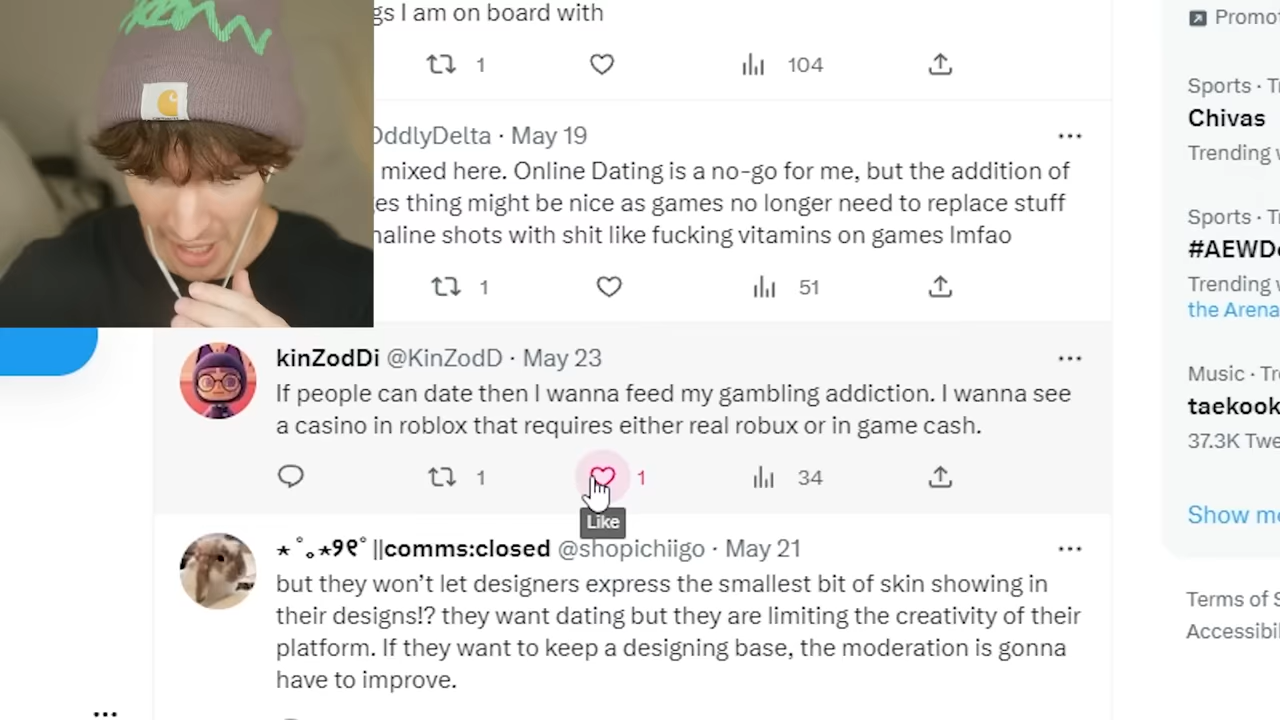 gs I am on board with
1 104
OddlyDelta · May 19
mixed here. Online Dating is a no-go for me, but the addition of
es thing might be nice as games no longer need to replace stuff
naline shots with shit like fucking vitamins on games lmfao
1 51
kinZodDi @KinZodD · May 23
If people can date then I wanna feed my gambling addiction. I wanna see
a casino in roblox that requires either real robux or in game cash.
1 1 34
Like
⋆˚｡⋆୨୧˚ ||comms:closed @shopichiigo · May 21
but they won’t let designers express the smallest bit of skin showing in
their designs!? they want dating but they are limiting the creativity of their
platform. If they want to keep a designing base, the moderation is gonna
have to improve.
Promot
Sports · Tr
Chivas
Trending w
Sports · T
#AEWD
Trending w
the Arena
Music · Tre
taekook
37.3K Twe
Show mo
Terms of S
Accessibil